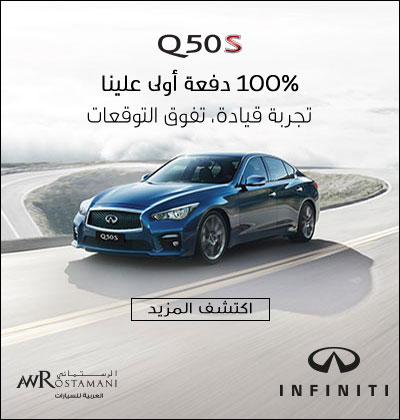 Q50S
100% دفعة أولى علينا
تجربة قيادة، تفوق التوقعات
Q50S
اكتشف المزيد
الرستماني
AWROSTAMANI
العربية للسيارات
INFINITI